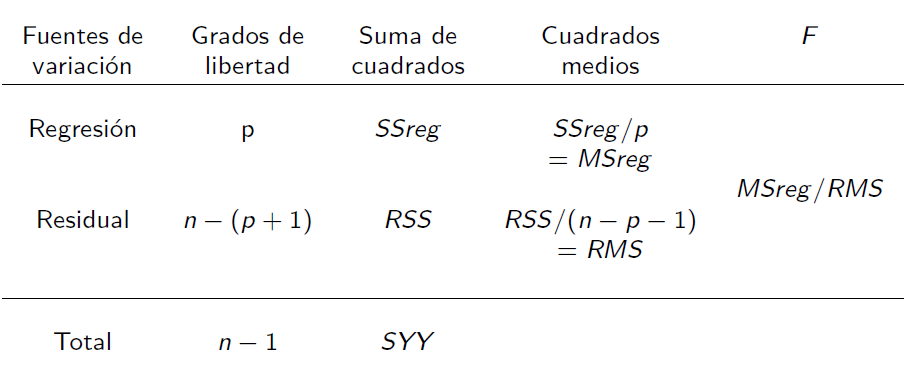 Fuentes de variación Grados de libertad Suma de cuadrados Cuadrados medios F
Regresión p SSreg SSreg/p
= MSreg
MSreg/RMS
Residual n − (p + 1) RSS RSS/(n − p − 1)
= RMS
Total n − 1 SYY